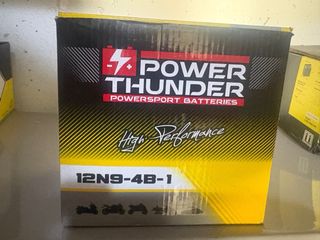 POWER
THUNDER
POWERSPORT BATTERIES
High Performance
12N9-4B-1